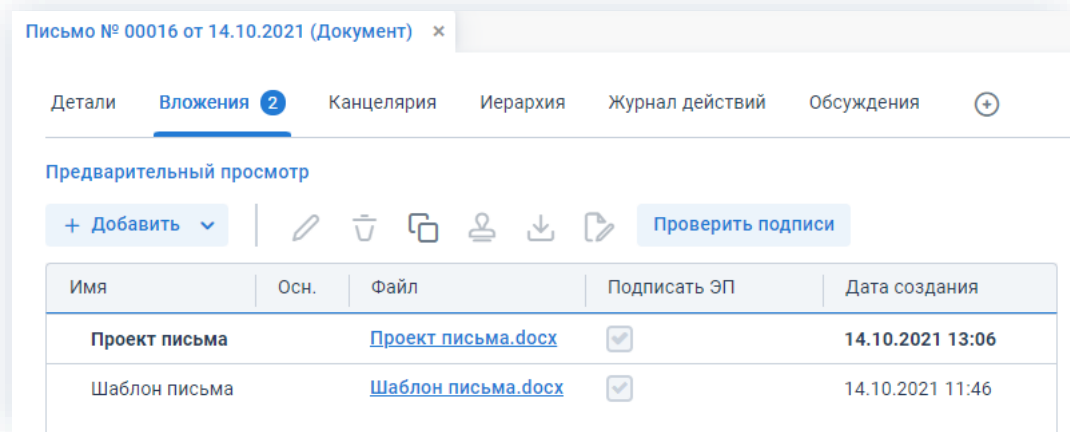 Письмо № 00016 от 14.10.2021 (Документ) ×
Детали Вложения 2 Канцелярия Иерархия Журнал действий Обсуждения
Предварительный просмотр
+ Добавить Проверить подписи
Имя Осн. Файл Подписать ЭП Дата создания
Проект письма Проект письма.docx 14.10.2021 13:06
Шаблон письма Шаблон письма.docx 14.10.2021 11:46